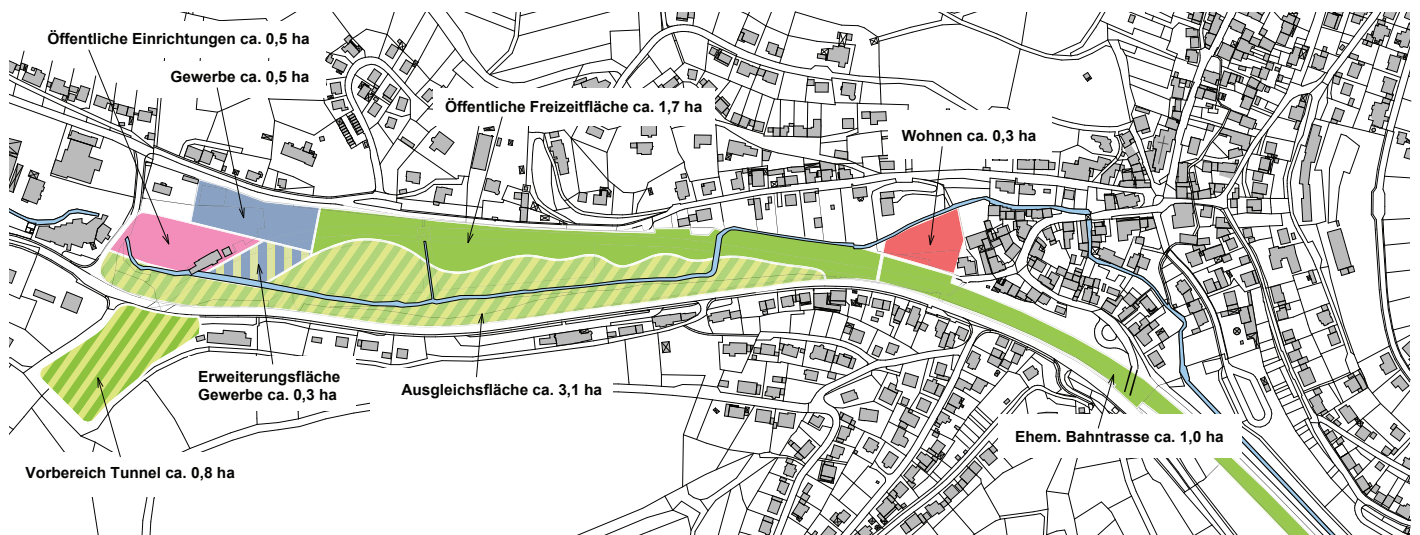 Öffentliche Einrichtungen ca. 0,5 ha
Gewerbe ca. 0,5 ha
Öffentliche Freizeitfläche ca. 1,7 ha
Wohnen ca. 0,3 ha
Erweiterungsfläche
Gewerbe ca. 0,3 ha
Ausgleichsfläche ca. 3,1 ha
Ehem. Bahntrasse ca. 1,0 ha
Vorbereich Tunnel ca. 0,8 ha